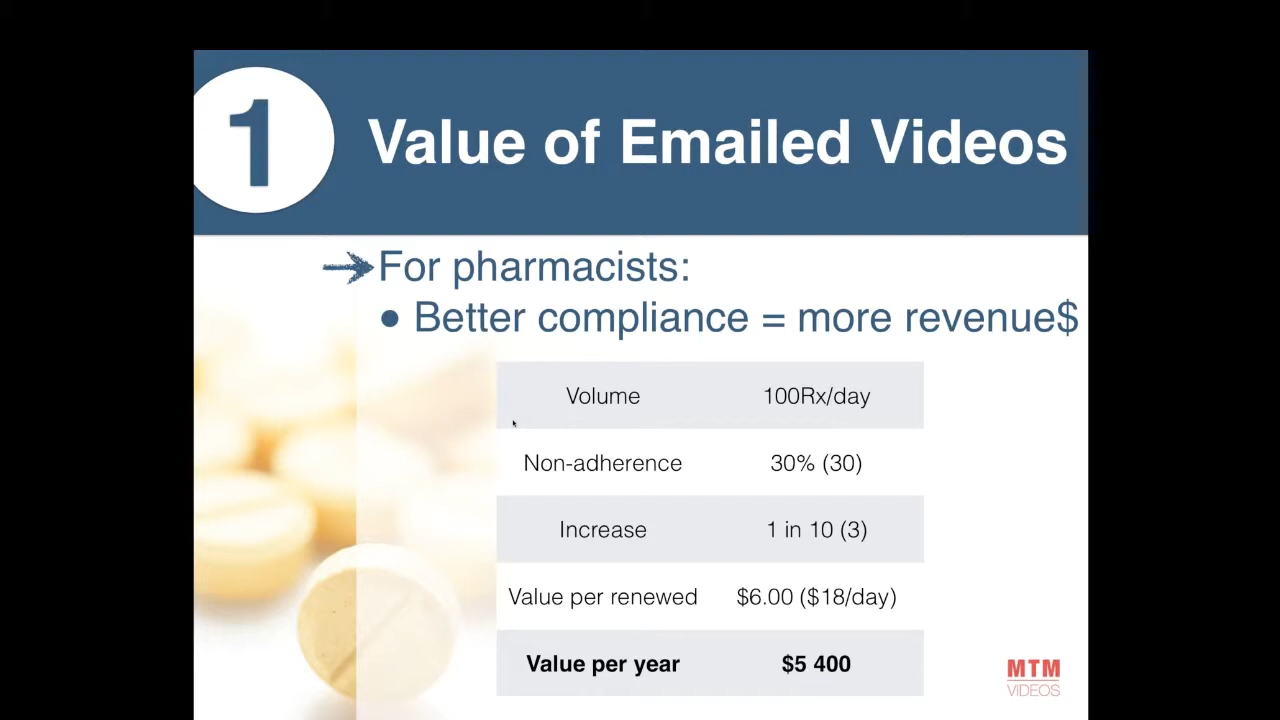 1
Value of Emailed Videos
For pharmacists:
• Better compliance = more revenue$
Volume 100Rx/day
Non-adherence 30% (30)
Increase 1 in 10 (3)
Value per renewed $6.00 ($18/day)
Value per year $5 400
MTM
VIDEOS